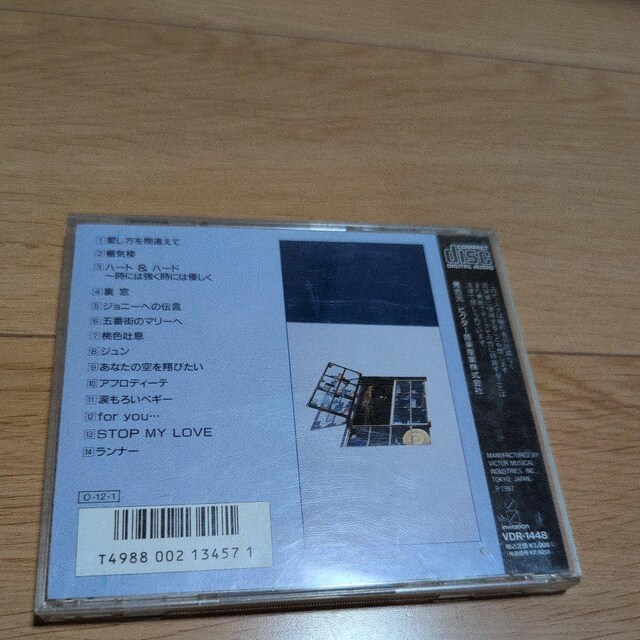 1 愛し方を間違えて
2 蜃気楼
3 ハート & ハード
～時には強く時には優しく
4 裏窓
5 ジョニーへの伝言
6 五番街のマリーへ
7 桃色吐息
8 ジュン
9 あなたの空を翔びたい
10 アフロディーテ
11 涙もろいペギー
12 for you…
13 STOP MY LOVE
14 ランナー
O-12-1
T4988 002 13457 1
COMPACT
disc
DIGITAL AUDIO
発売元 ビクター音楽産業株式会社
MANUFACTURED BY
VICTOR MUSICAL
INDUSTRIES, INC.
TOKYO, JAPAN.
℗ 1987
invitation
VDR-1448